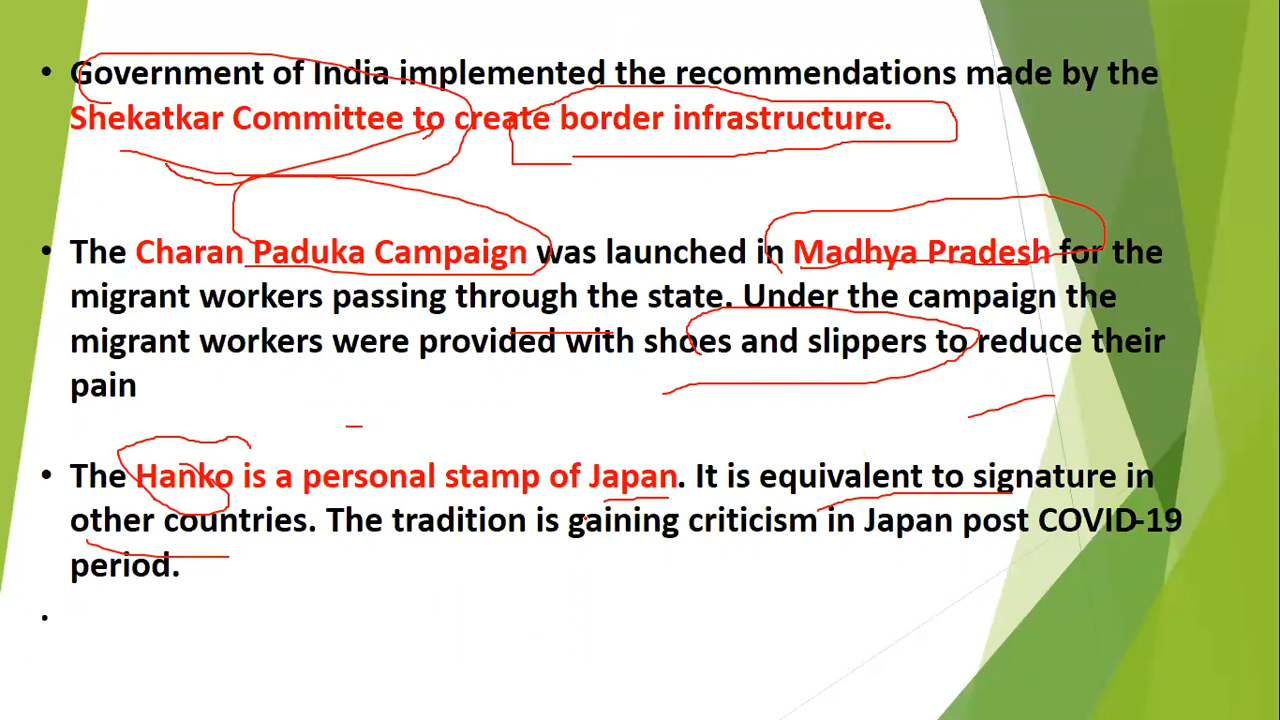 • Government of India implemented the recommendations made by the
Shekatkar Committee to create border infrastructure.
• The Charan Paduka Campaign was launched in Madhya Pradesh for the
migrant workers passing through the state. Under the campaign the
migrant workers were provided with shoes and slippers to reduce their
pain
• The Hanko is a personal stamp of Japan. It is equivalent to signature in
other countries. The tradition is gaining criticism in Japan post COVID-19
period.
•